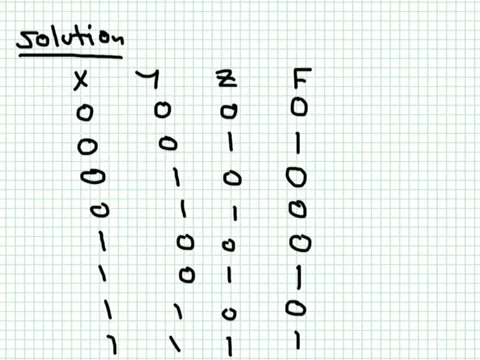 Solution
X Y Z F
0 0 0 0
0 0 1 1
0 1 0 0
0 1 1 0
1 0 0 0
1 0 1 1
1 1 0 0
1 1 1 1